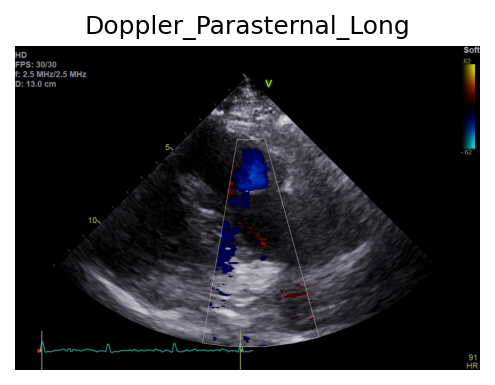 Doppler_Parasternal_Long
HD
FPS: 30/30
f: 2.5 MHz/2.5 MHz
D: 13.0 cm
Soft
.62
-.62
V
5
10
91
HR